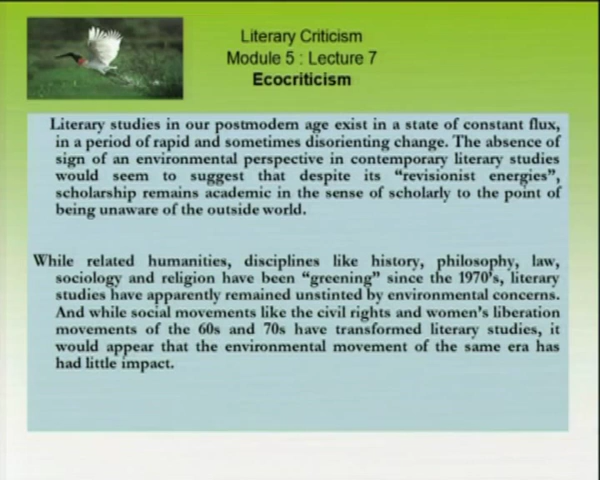 Literary Criticism
Module 5 : Lecture 7
Ecocriticism
Literary studies in our postmodern age exist in a state of constant flux,
in a period of rapid and sometimes disorienting change. The absence of
sign of an environmental perspective in contemporary literary studies
would seem to suggest that despite its “revisionist energies”,
scholarship remains academic in the sense of scholarly to the point of
being unaware of the outside world.
While related humanities, disciplines like history, philosophy, law,
sociology and religion have been “greening” since the 1970’s, literary
studies have apparently remained unstinted by environmental concerns.
And while social movements like the civil rights and women’s liberation
movements of the 60s and 70s have transformed literary studies, it
would appear that the environmental movement of the same era has
had little impact.